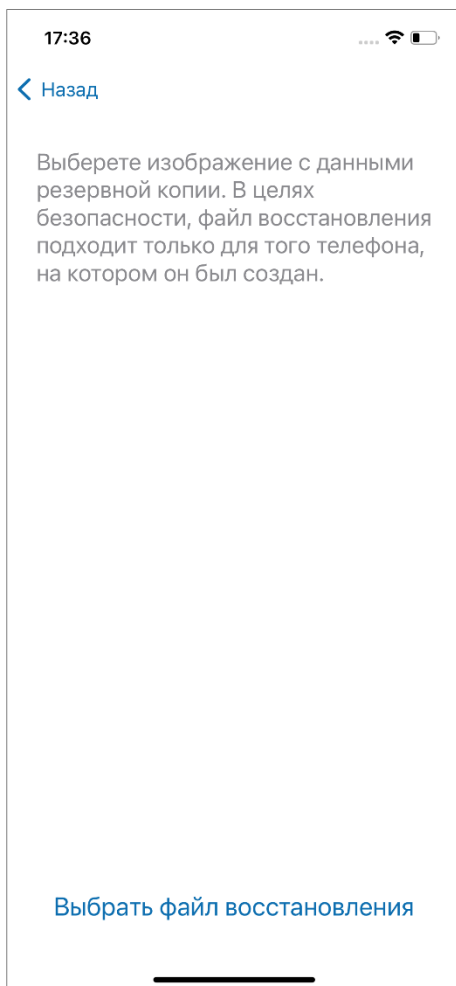 17:36
Назад
Выберете изображение с данными
резервной копии. В целях
безопасности, файл восстановления
подходит только для того телефона,
на котором он был создан.
Выбрать файл восстановления